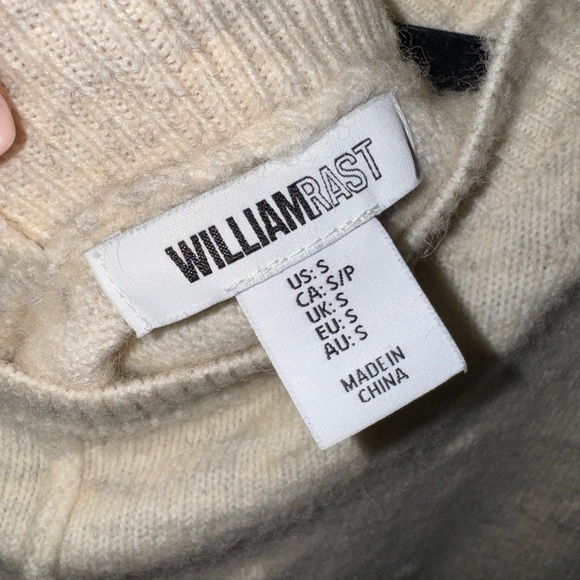 WILLIAMRAST
US: S
CA: S/P
UK: S
EU: S
AU: S
MADE IN
CHINA